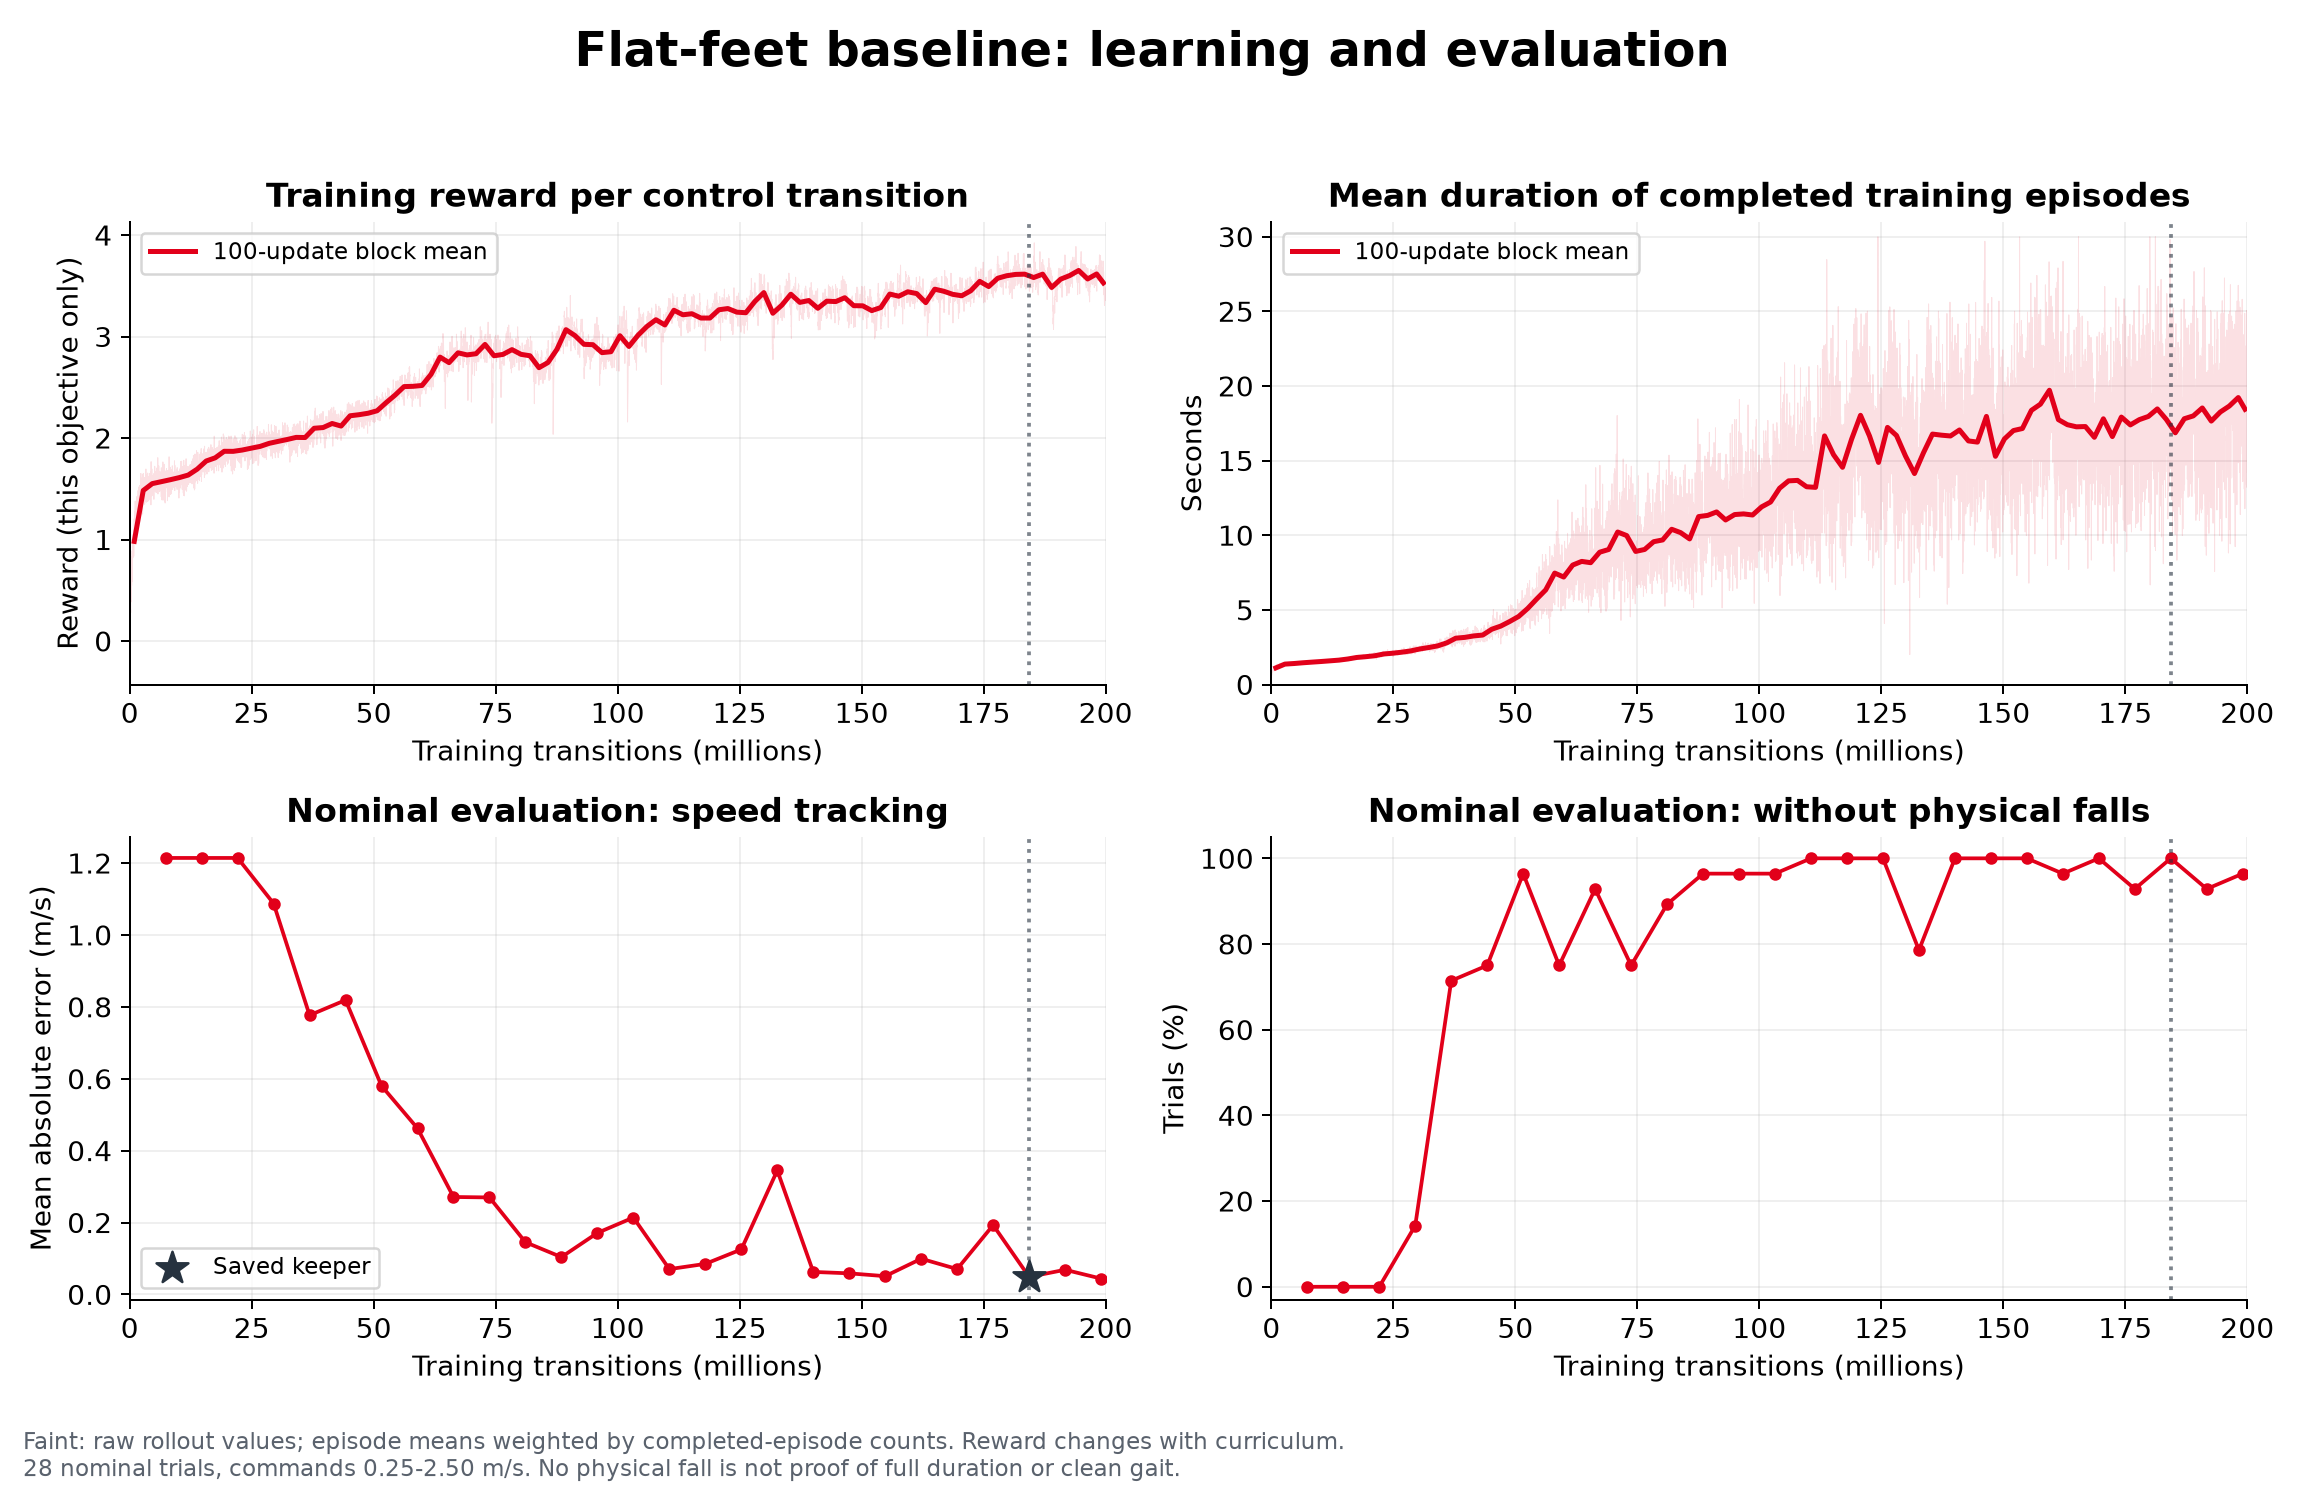 Flat-feet baseline: learning and evaluation
Training reward per control transition
100-update block mean
Reward (this objective only)
4
3
2
1
0
0 25 50 75 100 125 150 175 200
Training transitions (millions)
Mean duration of completed training episodes
100-update block mean
Seconds
30
25
20
15
10
5
0
0 25 50 75 100 125 150 175 200
Training transitions (millions)
Nominal evaluation: speed tracking
Mean absolute error (m/s)
1.2
1.0
0.8
0.6
0.4
0.2
0.0
Saved keeper
0 25 50 75 100 125 150 175 200
Training transitions (millions)
Nominal evaluation: without physical falls
Trials (%)
100
80
60
40
20
0
0 25 50 75 100 125 150 175 200
Training transitions (millions)
Faint: raw rollout values; episode means weighted by completed-episode counts. Reward changes with curriculum.
28 nominal trials, commands 0.25-2.50 m/s. No physical fall is not proof of full duration or clean gait.